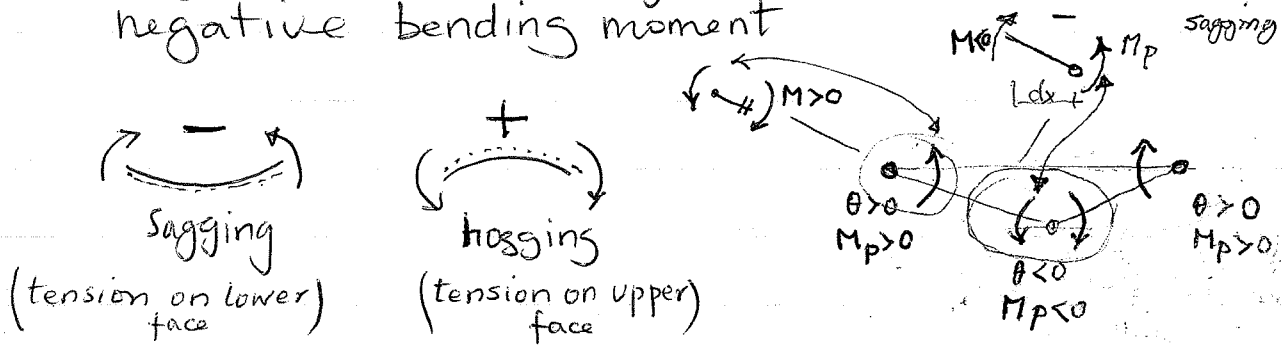 negative bending moment
sagging
M<0
-
Mp
M>0
dx
-
+
θ>0
Mp>0
θ<0
Mp<0
θ>0
Mp>0
Sagging
hogging
(tension on lower)
face
(tension on upper)
face